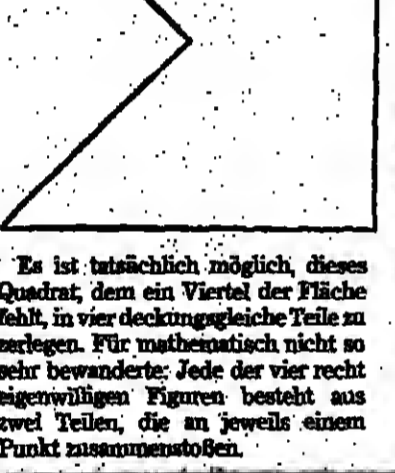 Es ist tatsächlich möglich, dieses
Quadrat, dem ein Viertel der Fläche
fehlt, in vier deckungsgleiche Teile zu
zerlegen. Für mathematisch nicht so
sehr bewanderte: Jede der vier recht
eigenwilligen Figuren besteht aus
zwei Teilen, die an jeweils einem
Punkt zusammenstoßen.